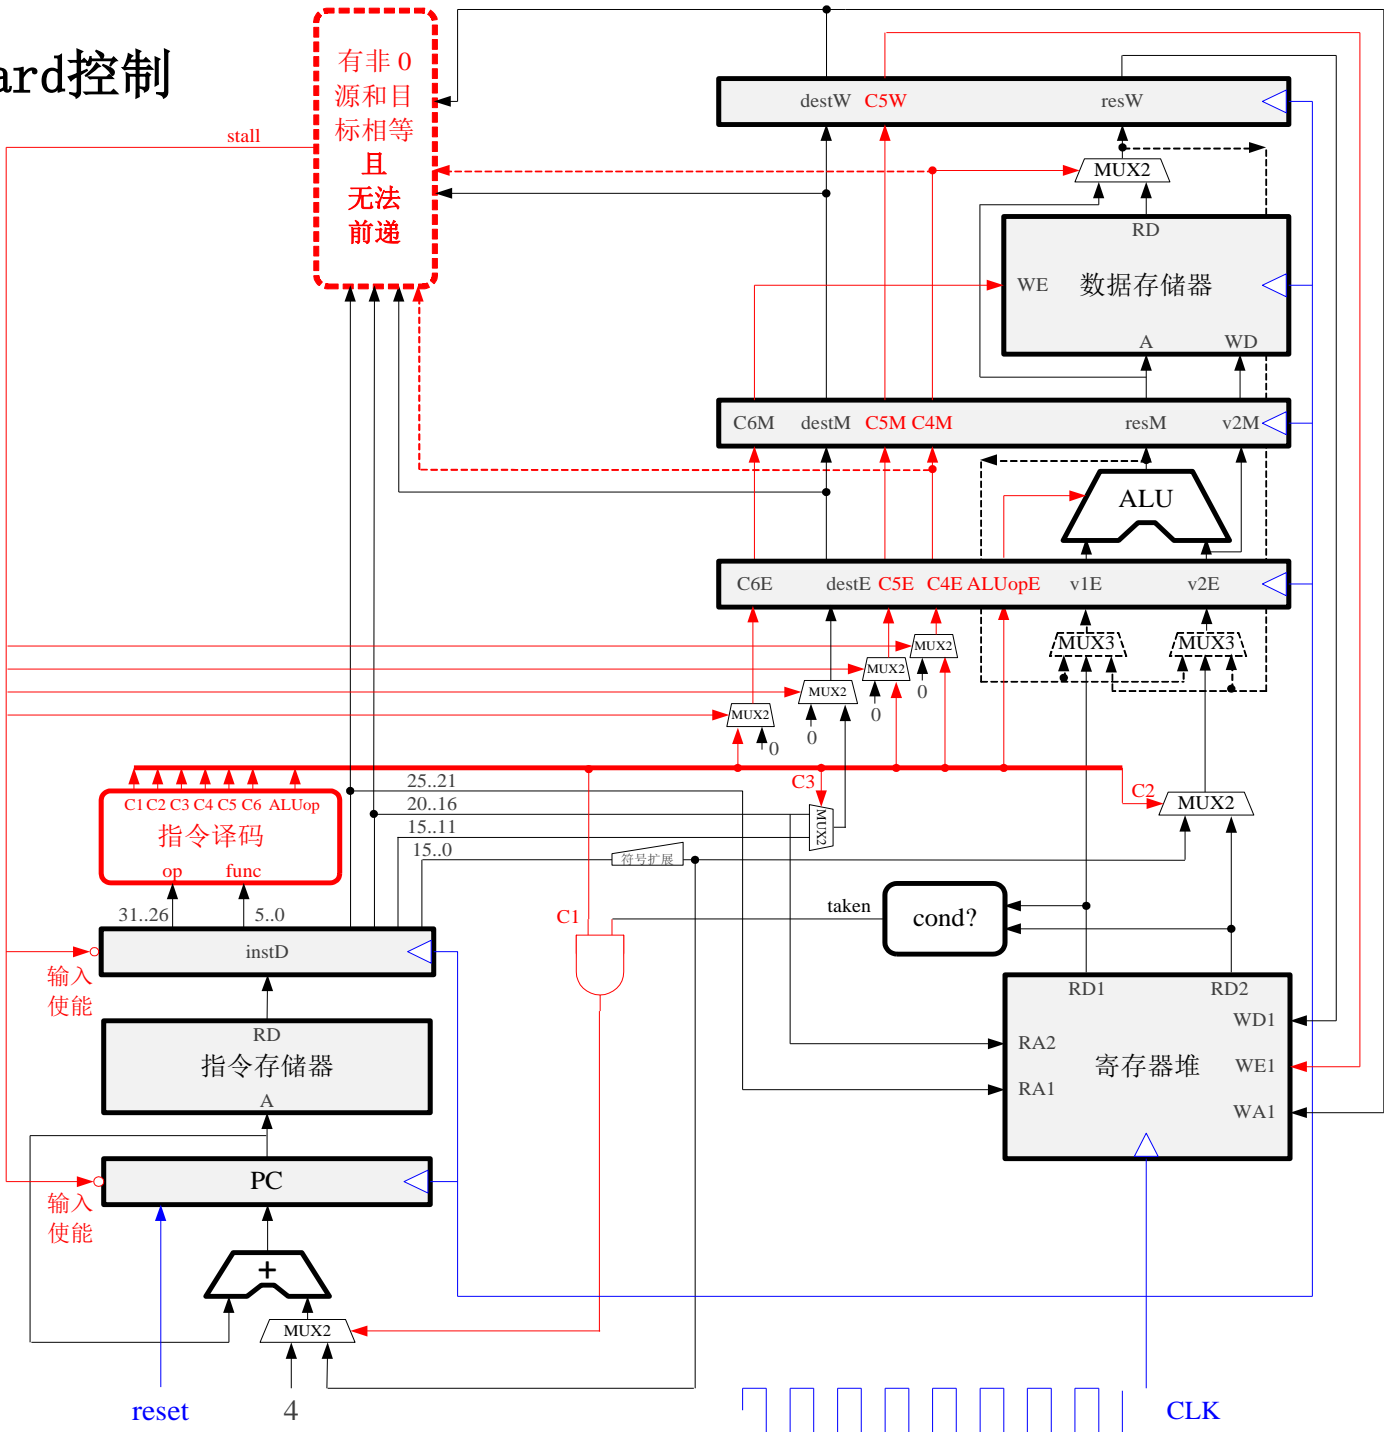 ard控制
有非 0
源和目
标相等
且
无法
前递
stall
destW C5W resW
MUX2
RD
WE 数据存储器
A WD
C6M destM C5M C4M resM v2M
ALU
C6E destE C5E C4E ALUopE v1E v2E
MUX2 MUX3 MUX3
MUX2
MUX2 0
MUX2 0
0
0
C3
25..21
20..16
15..11
15..0
MUX2
符号扩展
C2 MUX2
C1 C2 C3 C4 C5 C6 ALUop
指令译码
op func
31..26 5..0
C1
taken cond?
instD
输入
使能
RD1 RD2
WD1
RA2
寄存器堆
WE1
RA1
WA1
RD
指令存储器
A
PC
输入
使能
+
MUX2
reset 4 CLK